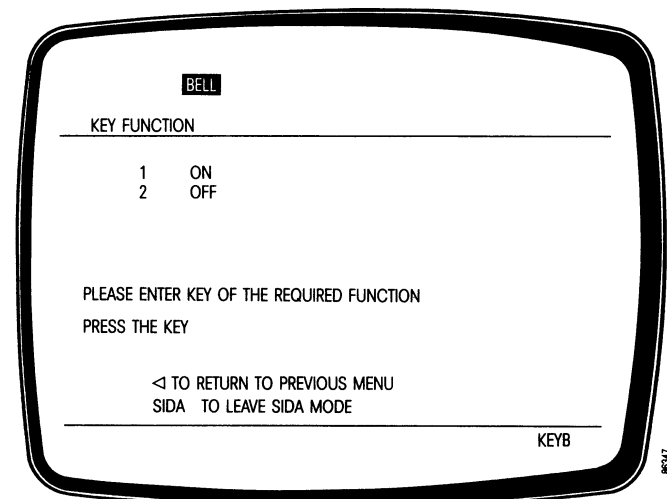 BELL
KEY FUNCTION
1 ON
2 OFF
PLEASE ENTER KEY OF THE REQUIRED FUNCTION
PRESS THE KEY
◁ TO RETURN TO PREVIOUS MENU
SIDA TO LEAVE SIDA MODE
KEYB
96347